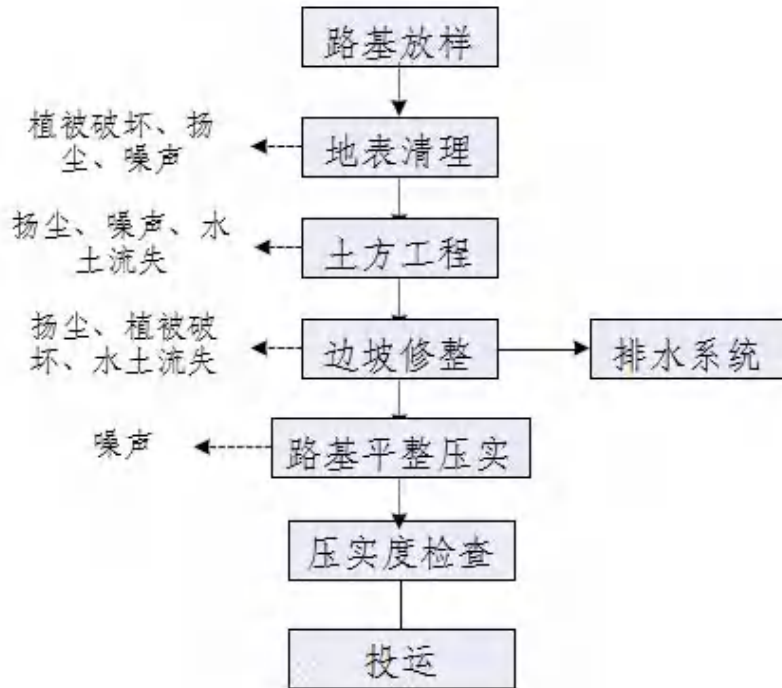 路基放样
植被破坏、扬
尘、噪声
地表清理
扬尘、噪声、水
土流失
土方工程
扬尘、植被破
坏、水土流失
边坡修整
排水系统
噪声
路基平整压实
压实度检查
投运